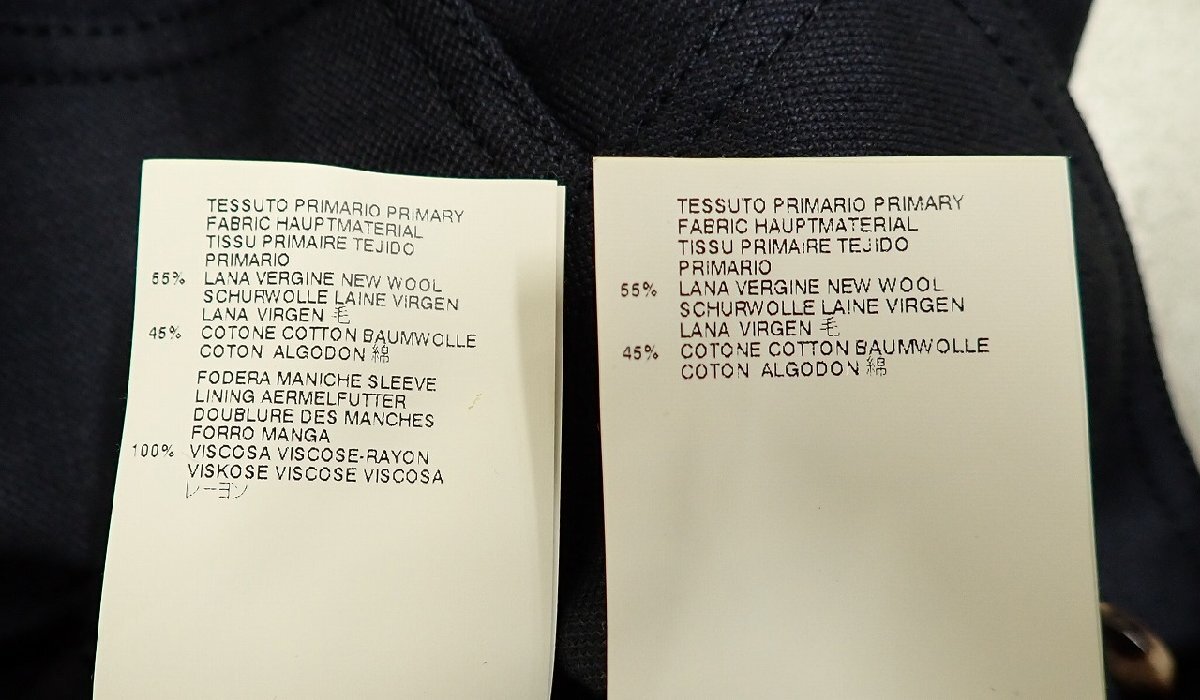 TESSUTO PRIMARIO PRIMARY
FABRIC HAUPTMATERIAL
TISSU PRIMAIRE TEJIDO
PRIMARIO
55% LANA VERGINE NEW WOOL
SCHURWOLLE LAINE VIRGEN
LANA VIRGEN 毛
45% COTONE COTTON BAUMWOLLE
COTON ALGODON 綿
FODERA MANICHE SLEEVE
LINING AERMELFUTTER
DOUBLURE DES MANCHES
FORRO MANGA
100% VISCOSA VISCOSE-RAYON
VISKOSE VISCOSE VISCOSA
レーヨン
TESSUTO PRIMARIO PRIMARY
FABRIC HAUPTMATERIAL
TISSU PRIMAIRE TEJIDO
PRIMARIO
55% LANA VERGINE NEW WOOL
SCHURWOLLE LAINE VIRGEN
LANA VIRGEN 毛
45% COTONE COTTON BAUMWOLLE
COTON ALGODON 綿